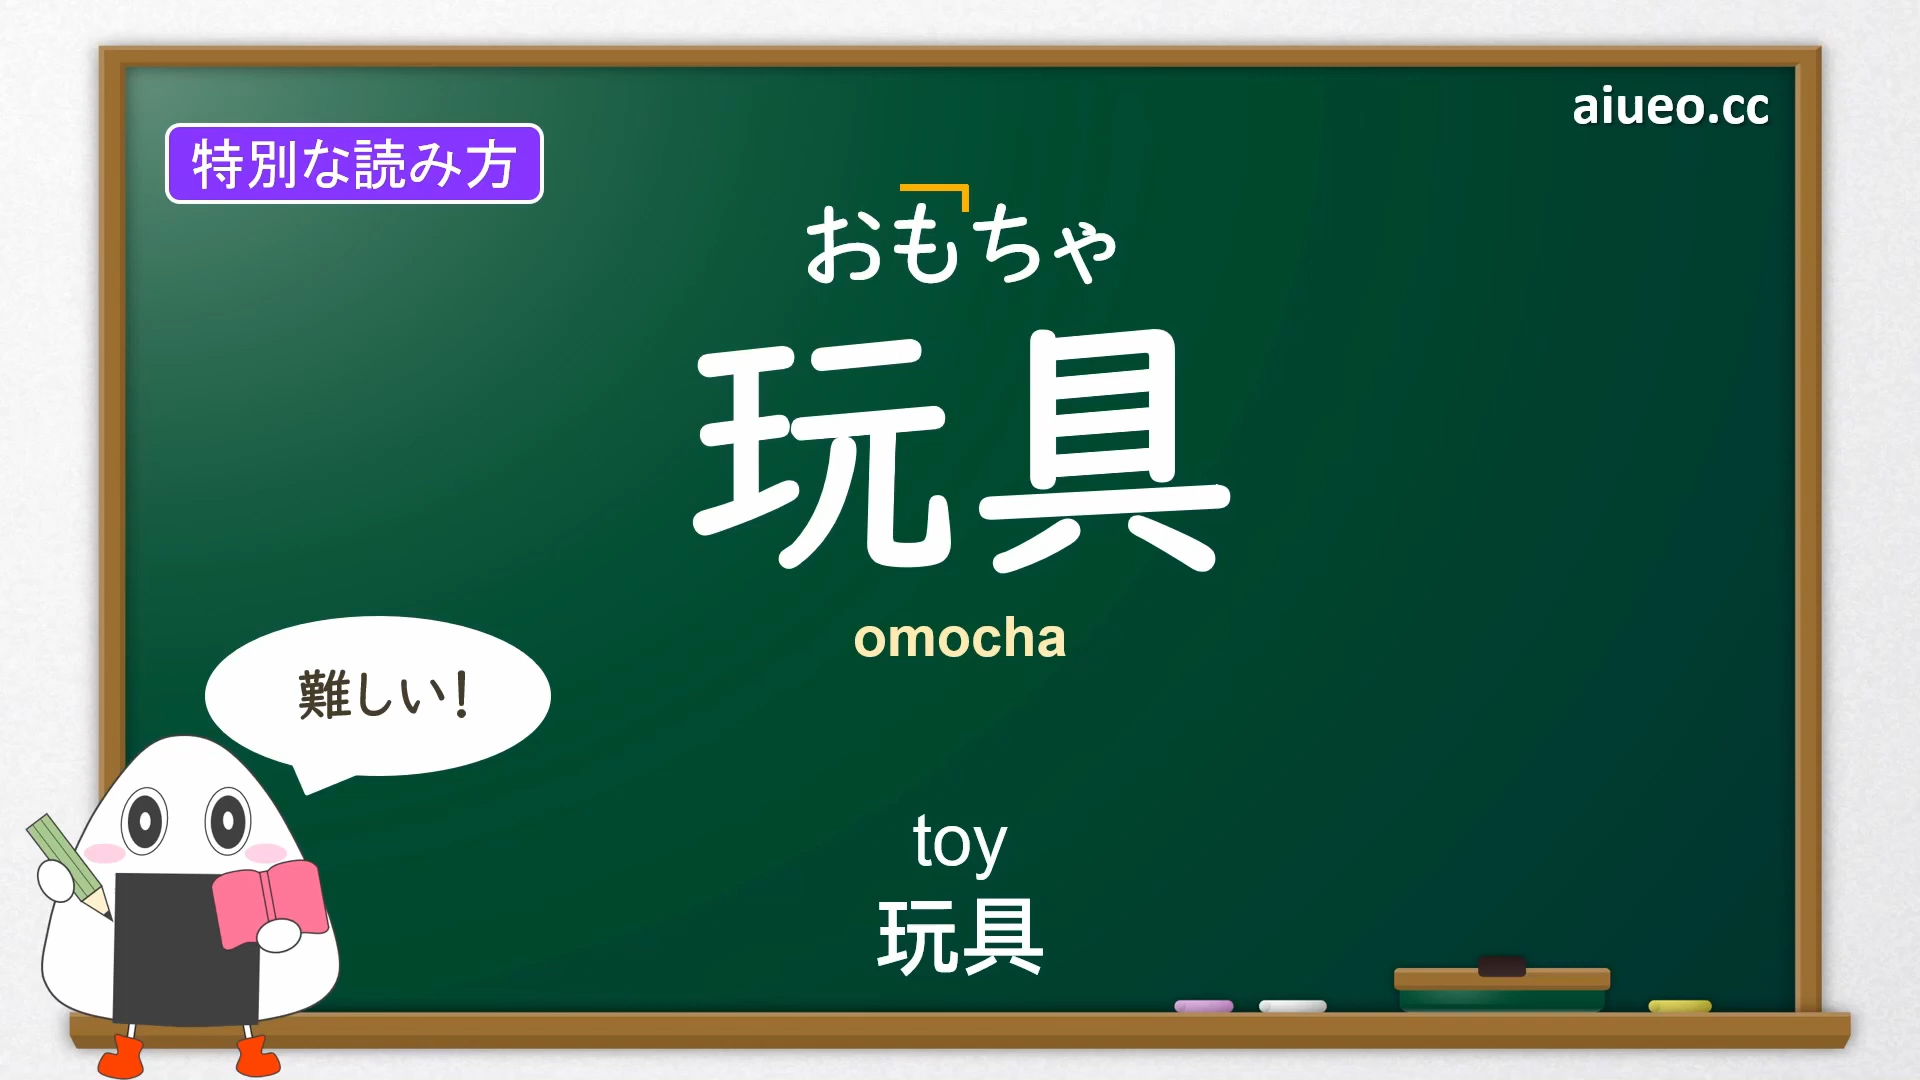 aiueo.cc
特別な読み方
おもちゃ
玩具
omocha
難しい!
toy
玩具